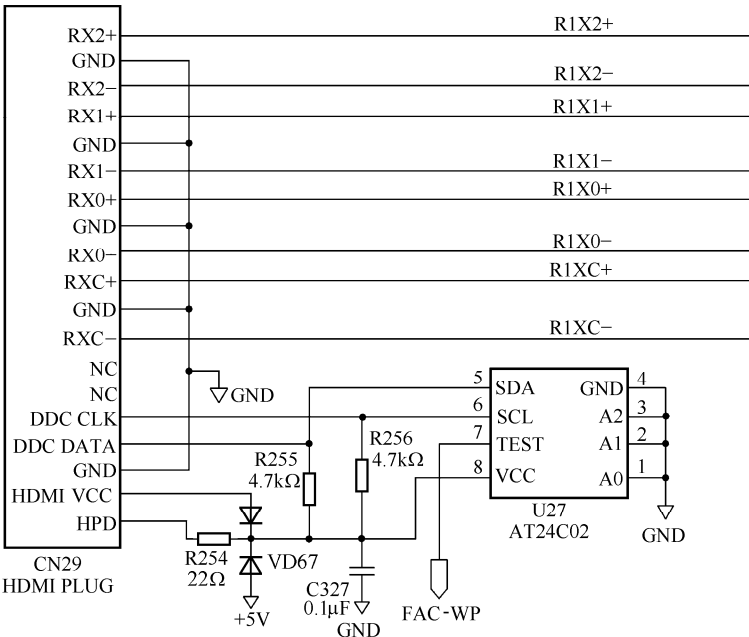 RX2+ R1X2+
GND
RX2− R1X2−
RX1+ R1X1+
GND
RX1− R1X1−
RX0+ R1X0+
GND
RX0− R1X0−
RXC+ R1XC+
GND
RXC− R1XC−
NC
GND
NC
DDC CLK
DDC DATA
GND
HDMI VCC
HPD
CN29
HDMI PLUG
5 SDA GND 4
6 SCL A2 3
7 TEST A1 2
8 VCC A0 1
U27
AT24C02
GND
R255
4.7kΩ
R256
4.7kΩ
R254
22Ω
VD67
+5V
C327
0.1μF
GND
FAC-WP